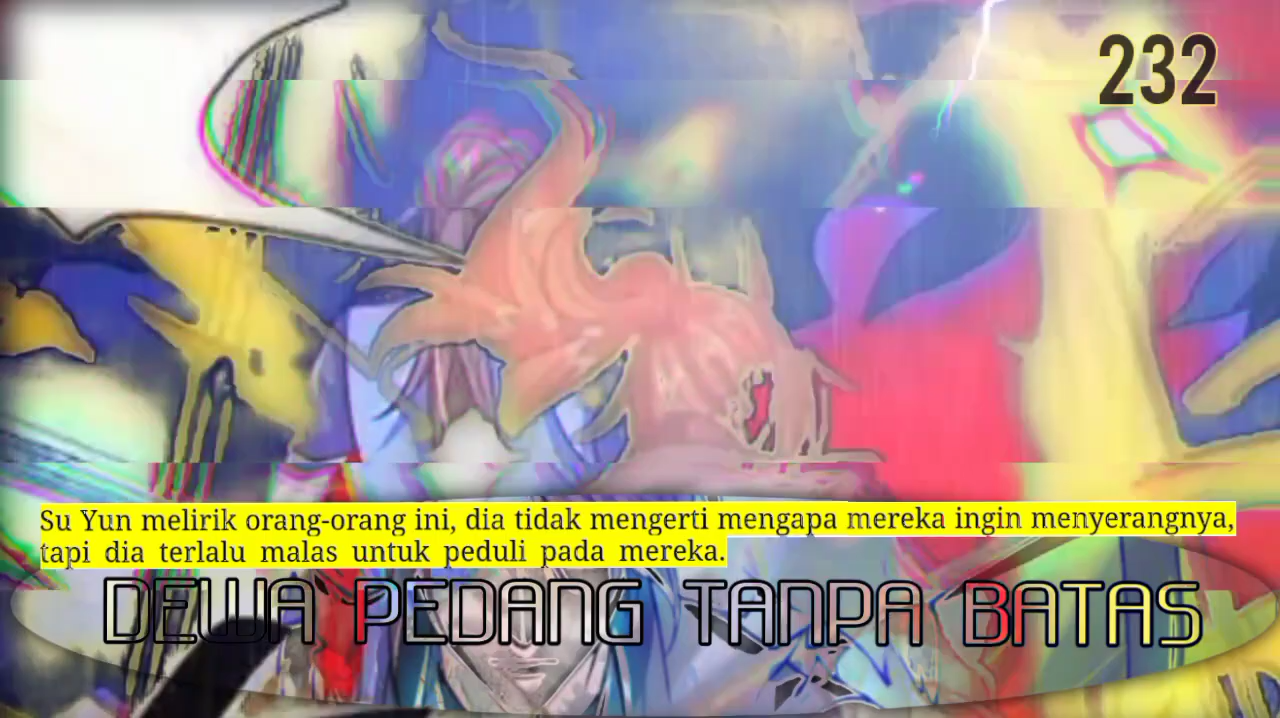 232
Su Yun melirik orang-orang ini, dia tidak mengerti mengapa mereka ingin menyerangnya,
tapi dia terlalu malas untuk peduli pada mereka.
DEWA PEDANG TANPA BATAS